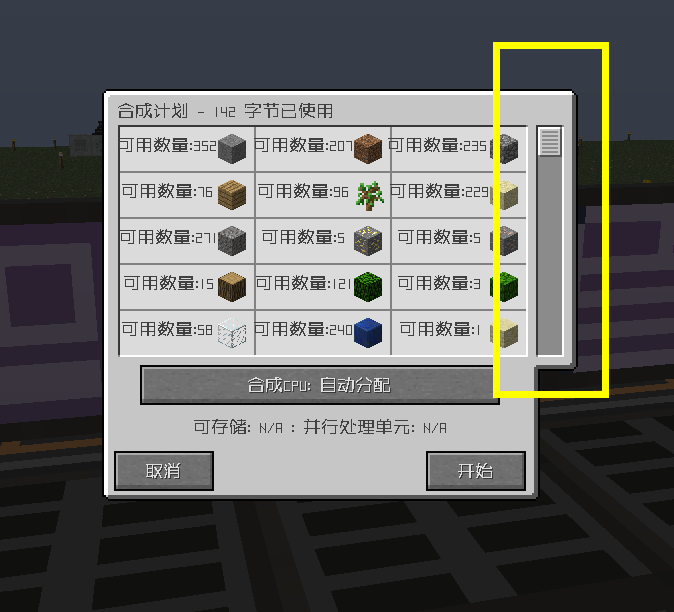 合成计划 - 142 字节已使用
可用数量:352 可用数量:207 可用数量:235
可用数量:76 可用数量:96 可用数量:229
可用数量:271 可用数量:5 可用数量:5
可用数量:15 可用数量:121 可用数量:3
可用数量:58 可用数量:240 可用数量:1
合成CPU: 自动分配
可存储: N/A : 并行处理单元: N/A
取消 开始